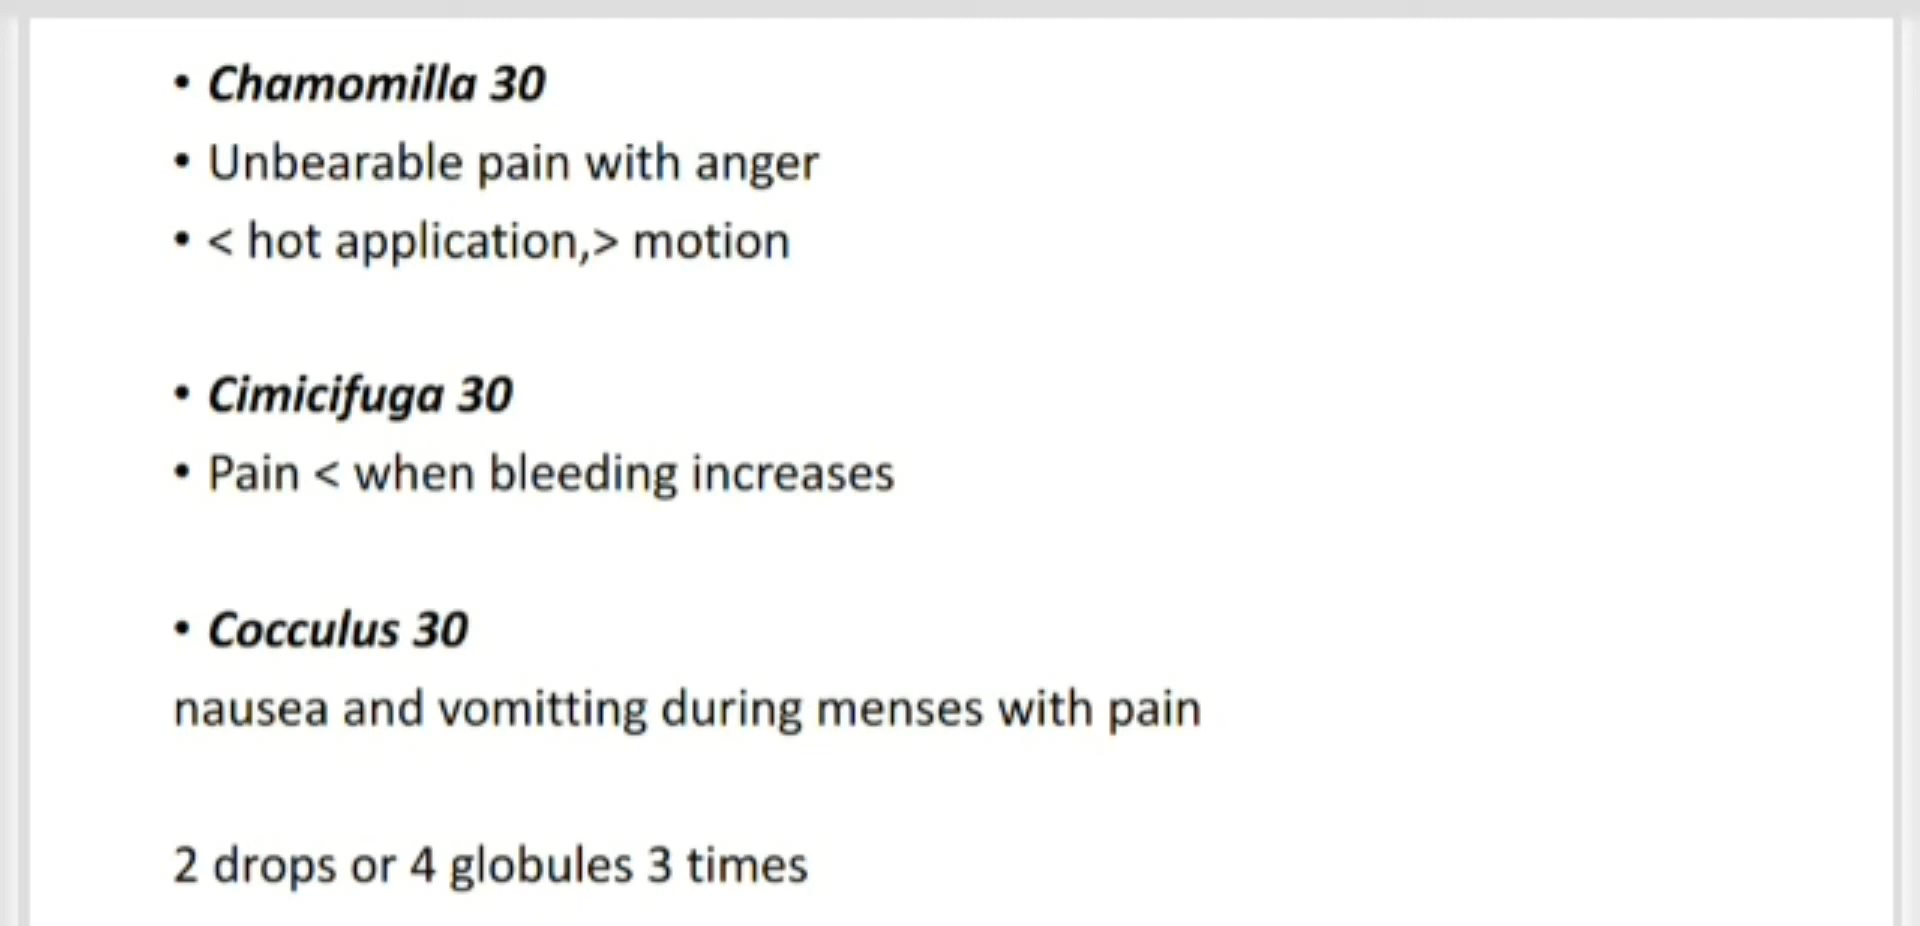 • Chamomilla 30
• Unbearable pain with anger
• < hot application,> motion
• Cimicifuga 30
• Pain < when bleeding increases
• Cocculus 30
nausea and vomitting during menses with pain
2 drops or 4 globules 3 times